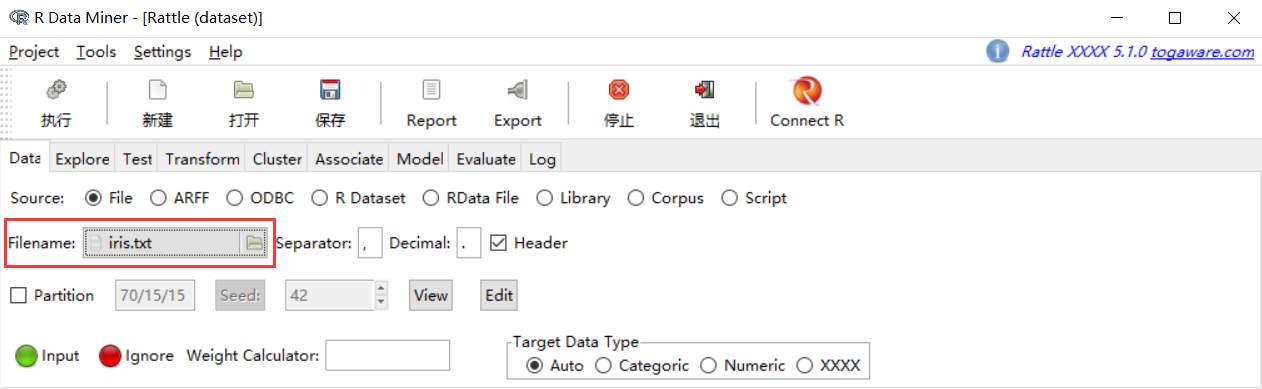 R Data Miner - [Rattle (dataset)]
Project Tools Settings Help Rattle XXXX 5.1.0 togaware.com
执行 新建 打开 保存 Report Export 停止 退出 Connect R
Data Explore Test Transform Cluster Associate Model Evaluate Log
Source: File ARFF ODBC R Dataset RData File Library Corpus Script
Filename: iris.txt Separator: , Decimal: . Header
Partition 70/15/15 Seed: 42 View Edit
Target Data Type
Input Ignore Weight Calculator: Auto Categoric Numeric XXXX